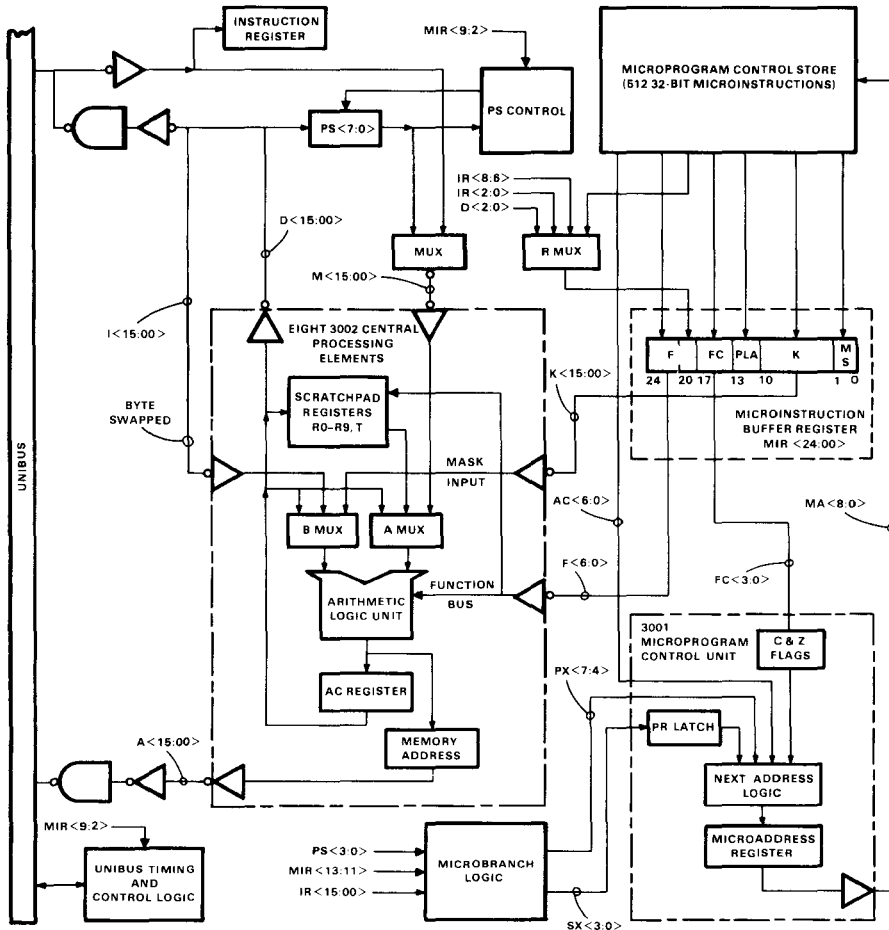 INSTRUCTION
REGISTER
MIR<9:2>
PS CONTROL
MICROPROGRAM CONTROL STORE
(512 32-BIT MICROINSTRUCTIONS)
PS<7:0>
IR<8:6>
IR<2:0>
D<2:0>
D<15:00>
MUX
R MUX
M<15:00>
I<15:00>
EIGHT 3002 CENTRAL
PROCESSING
ELEMENTS
F
FC
PLA
K
M
S
24
20
17
13
10
1
0
K<15:00>
MICROINSTRUCTION
BUFFER REGISTER
MIR <24:00>
SCRATCHPAD
REGISTERS
R0–R9, T
BYTE
SWAPPED
UNIBUS
MASK
INPUT
AC<6:0>
MA<8:0>
B MUX
A MUX
F<6:0>
FC<3:0>
FUNCTION
BUS
ARITHMETIC
LOGIC UNIT
3001
MICROPROGRAM
CONTROL UNIT
C & Z
FLAGS
PX<7:4>
AC REGISTER
PR LATCH
A<15:00>
MEMORY
ADDRESS
NEXT ADDRESS
LOGIC
MIR<9:2>
PS<3:0>
MIR<13:11>
IR<15:00>
MICROBRANCH
LOGIC
MICROADDRESS
REGISTER
UNIBUS TIMING
AND
CONTROL LOGIC
SX<3:0>